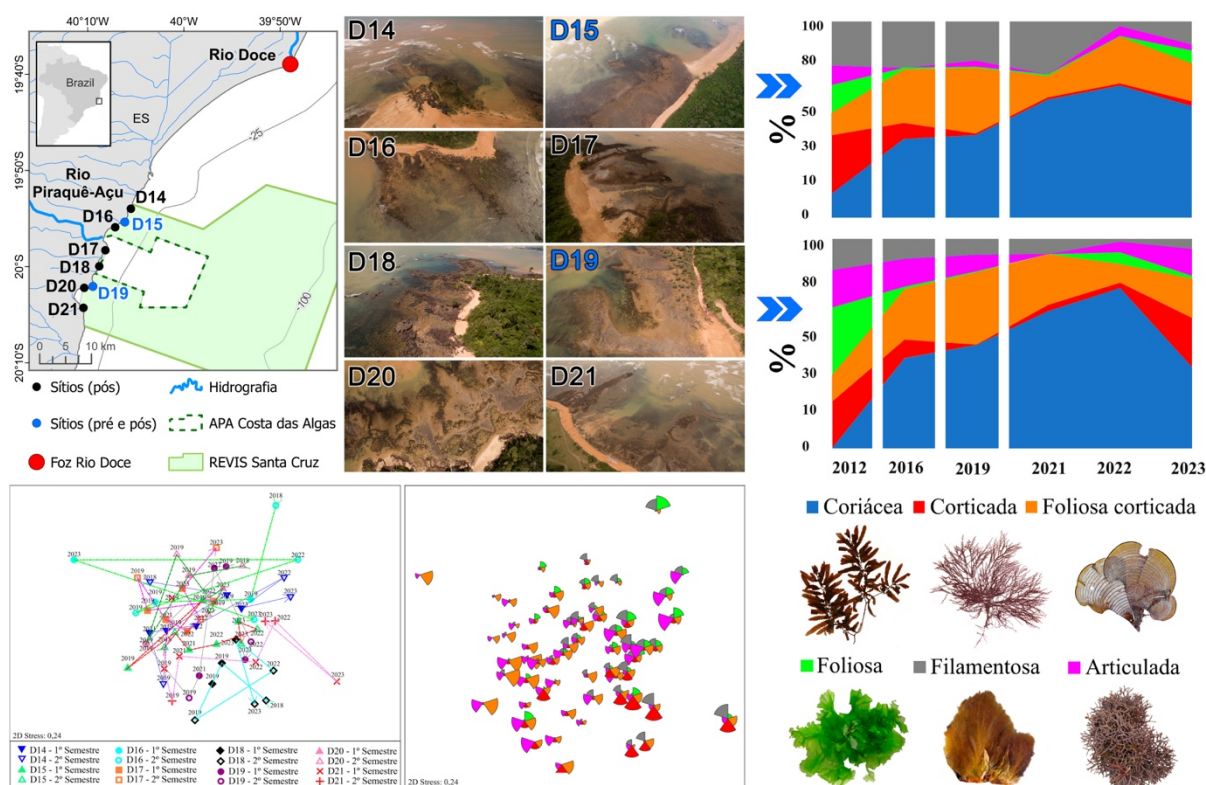 40°10'W
40°0'W
39°50'W
19°40'S
19°50'S
20°S
20°10'S
Brazil
ES
Rio Doce
-25
-100
Rio
Piraquê-Açu
D14
D15
D16
D17
D18
D19
D20
D21
0 5 10 km
Sítios (pós)
Hidrografia
Sítios (pré e pós)
APA Costa das Algas
Foz Rio Doce
REVIS Santa Cruz
D14
D15
D16
D17
D18
D19
D20
D21
100
80
50
30
10
0
%
100
80
50
30
10
0
%
2012 2016 2019 2021 2022 2023
Coriácea Corticada Foliosa corticada
Foliosa Filamentosa Articulada
2018
2023
2022
2D Stress: 0,24
D14 - 1º Semestre
D14 - 2º Semestre
D15 - 1º Semestre
D15 - 2º Semestre
D16 - 1º Semestre
D16 - 2º Semestre
D17 - 1º Semestre
D17 - 2º Semestre
D18 - 1º Semestre
D18 - 2º Semestre
D19 - 1º Semestre
D19 - 2º Semestre
D20 - 1º Semestre
D20 - 2º Semestre
D21 - 1º Semestre
D21 - 2º Semestre
2D Stress: 0,24